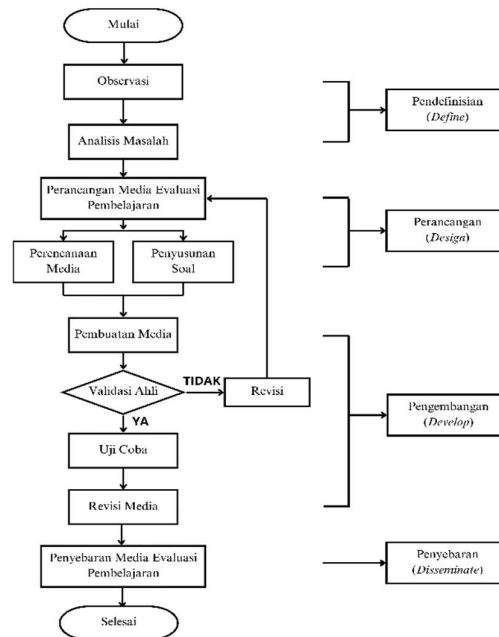 Mulai
Observasi
Pendefinisian
(Define)
Analisis Masalah
Perancangan Media Evaluasi
Pembelajaran
Perancangan
(Design)
Perencanaan
Media
Penyusunan
Soal
Pembuatan Media
Validasi Ahli
TIDAK
Revisi
Pengembangan
(Develop)
YA
Uji Coba
Revisi Media
Penyebaran Media Evaluasi
Pembelajaran
Penyebaran
(Disseminate)
Selesai